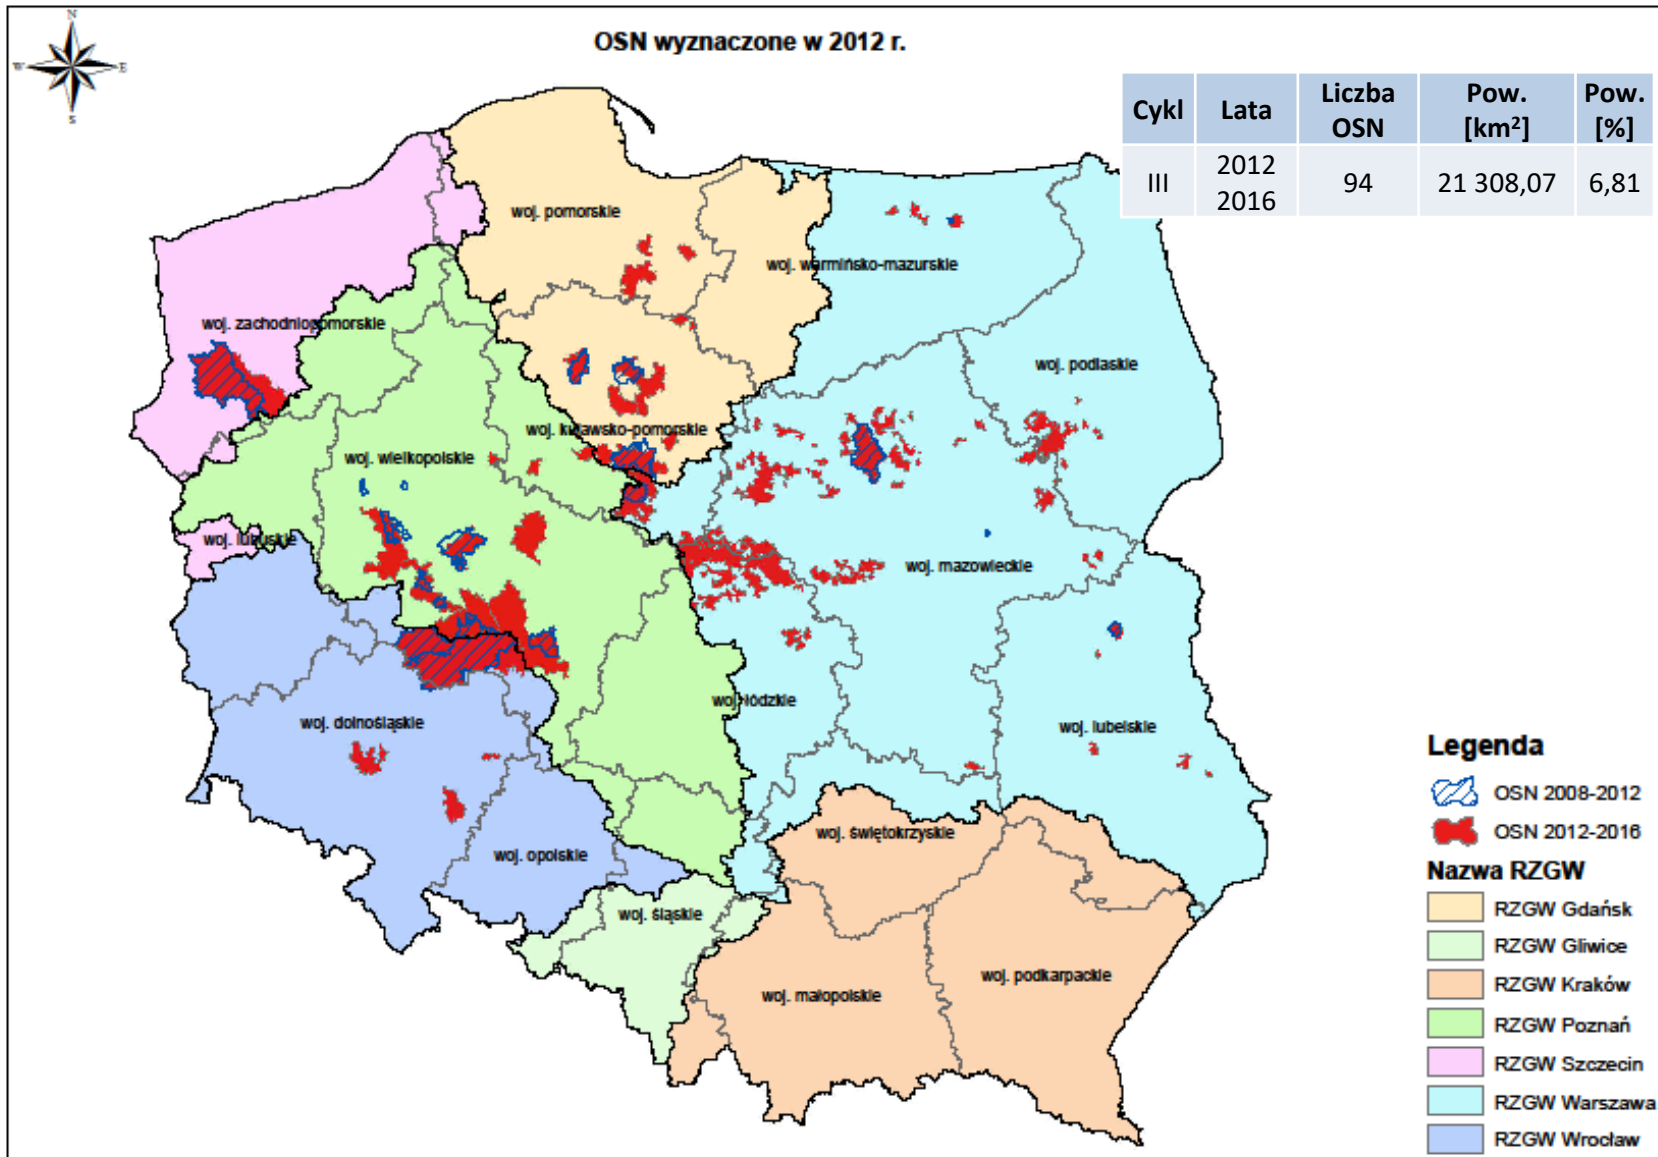 N
W
E
S
OSN wyznaczone w 2012 r.
Cykl Lata Liczba OSN Pow. [km²] Pow. [%]
III 2012 2016 94 21 308,07 6,81
woj. pomorskie
woj. warmińsko-mazurskie
woj. zachodniopomorskie
woj. podlaskie
woj. kujawsko-pomorskie
woj. wielkopolskie
woj. lubuskie
woj. mazowieckie
woj. łódzkie
woj. dolnośląskie
woj. lubelskie
woj. świętokrzyskie
woj. opolskie
woj. śląskie
woj. podkarpackie
woj. małopolskie
Legenda
OSN 2008-2012
OSN 2012-2016
Nazwa RZGW
RZGW Gdańsk
RZGW Gliwice
RZGW Kraków
RZGW Poznań
RZGW Szczecin
RZGW Warszawa
RZGW Wrocław